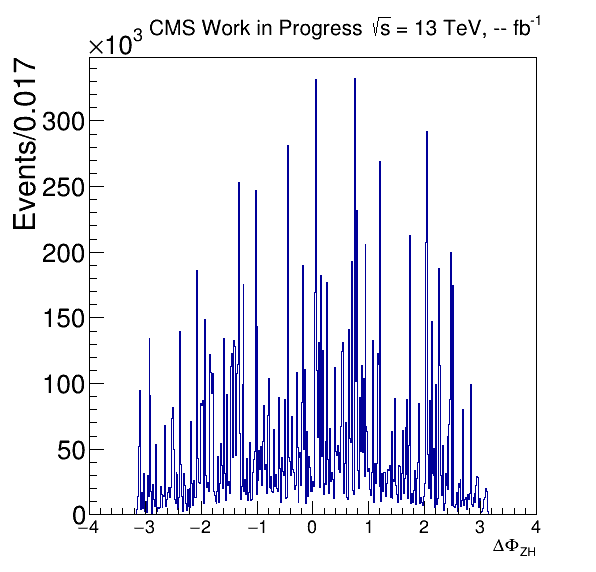 ×10³ CMS Work in Progress √s = 13 TeV, -- fb⁻¹
Events/0.017
300
250
200
150
100
50
0
−4 −3 −2 −1 0 1 2 3 4
ΔΦ_ZH